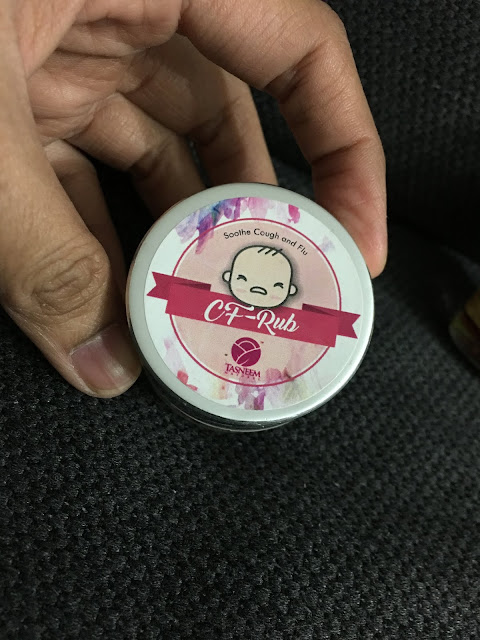 Soothe Cough and Flu
CF-Rub
TASNEEM